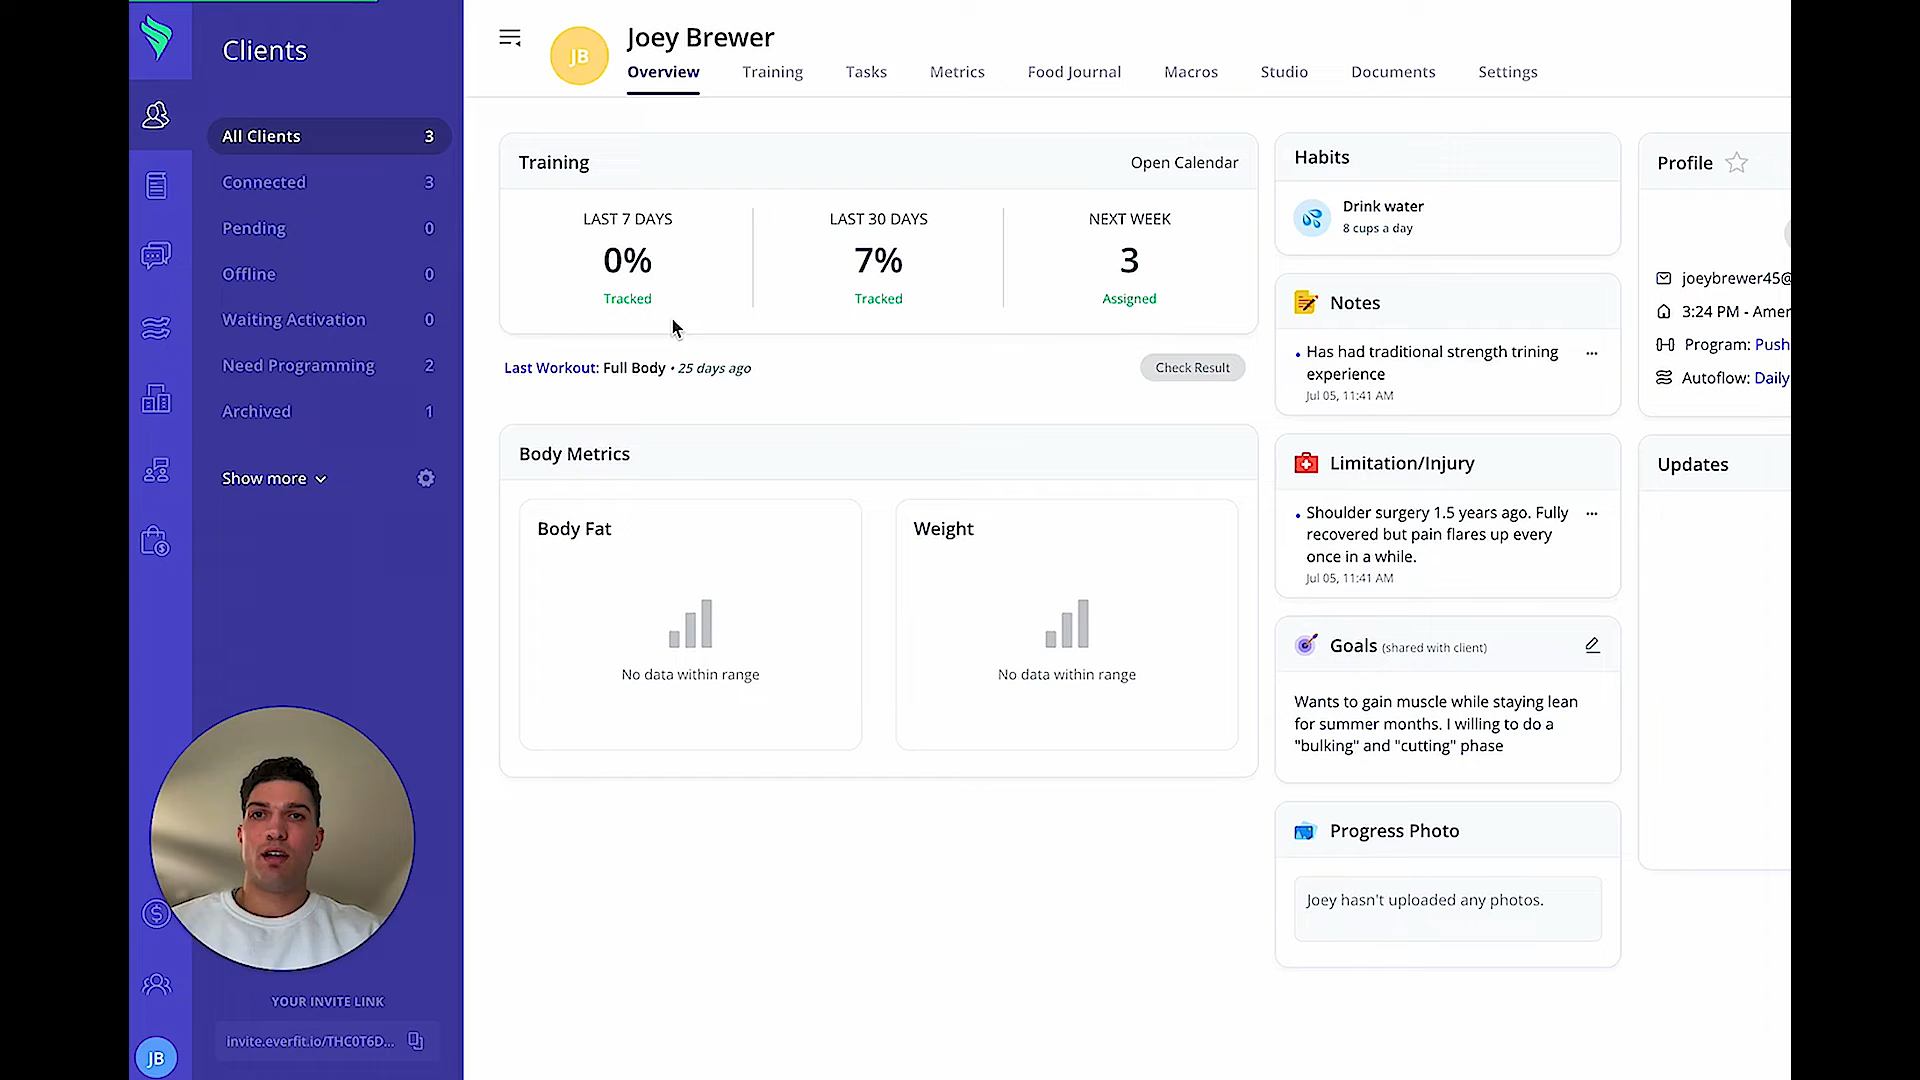 Clients
All Clients 3
Connected 3
Pending 0
Offline 0
Waiting Activation 0
Need Programming 2
Archived 1
Show more
YOUR INVITE LINK
invite.everfit.io/THC0T6D...
JB
JB
Joey Brewer
Overview Training Tasks Metrics Food Journal Macros Studio Documents Settings
Training Open Calendar
LAST 7 DAYS LAST 30 DAYS NEXT WEEK
0% 7% 3
Tracked Tracked Assigned
Last Workout: Full Body • 25 days ago Check Result
Body Metrics
Body Fat Weight
No data within range No data within range
Habits
Drink water
8 cups a day
Notes
• Has had traditional strength trining ...
experience
Jul 05, 11:41 AM
Limitation/Injury
• Shoulder surgery 1.5 years ago. Fully ...
recovered but pain flares up every
once in a while.
Jul 05, 11:41 AM
Goals (shared with client)
Wants to gain muscle while staying lean
for summer months. I willing to do a
"bulking" and "cutting" phase
Progress Photo
Joey hasn't uploaded any photos.
Profile
joeybrewer45@
3:24 PM - Amer
Program: Push
Autoflow: Daily
Updates